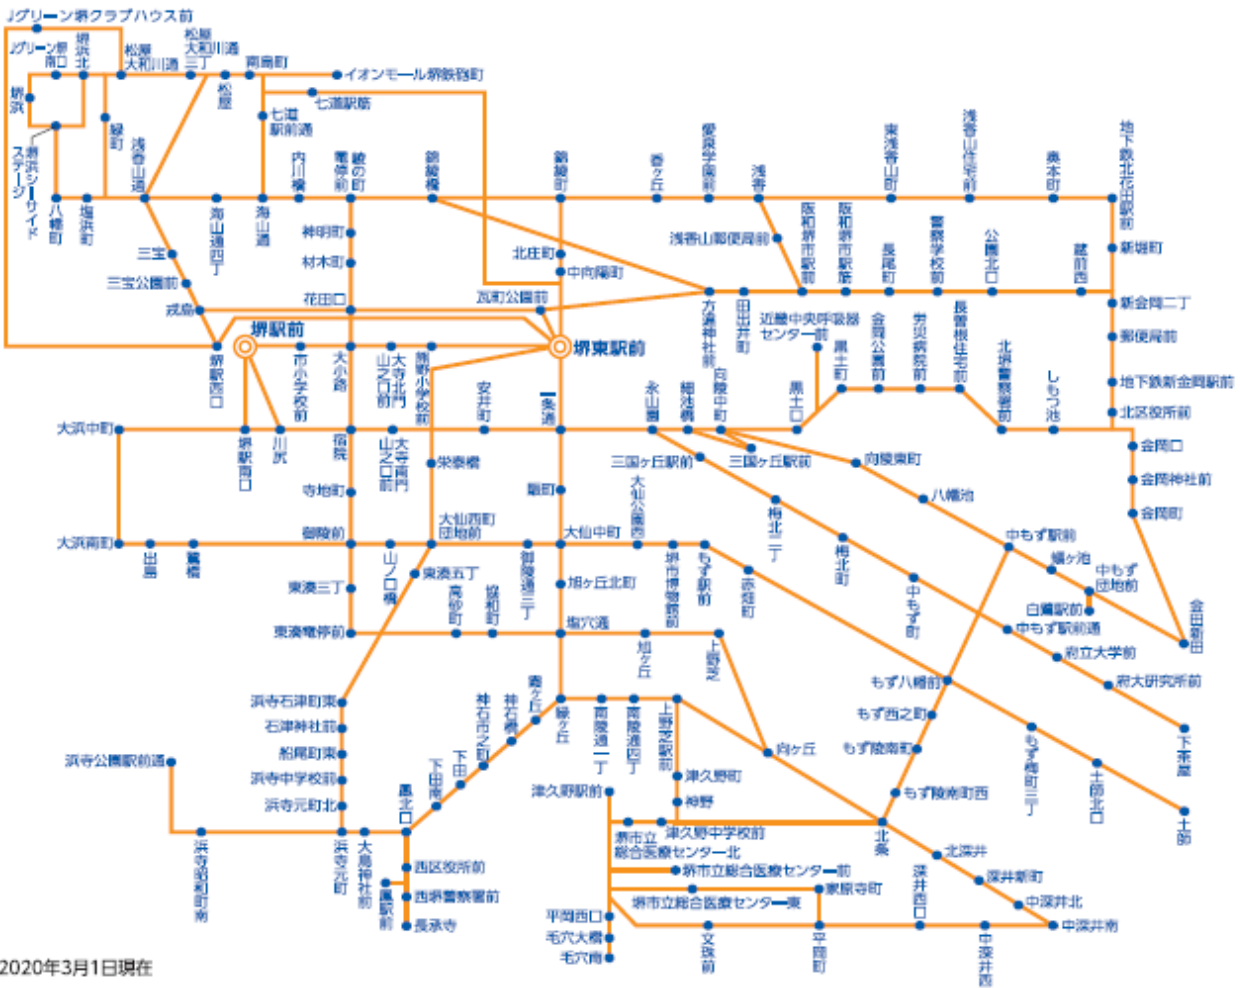 Jグリーン堺クラブハウス前
Jグリーン堺
南口
堺浜北
松屋
大和川通
松屋
大和川通
三丁
松屋
南島町
イオンモール堺鉄砲町
七道駅筋
七道
駅前通
堺浜
堺浜シーサイド
ステージ
緑町
浅香山通
八幡町
塩浜町
海山通四丁
海山通
内川橋
綾の町
電停前
錦綾橋
錦綾町
香ヶ丘
愛泉学園前
浅香
東浅香山町
浅香山住宅前
奥本町
地下鉄北花田駅前
神明町
材木町
花田口
三宝
三宝公園前
戎島
北庄町
中向陽町
瓦町公園前
浅香山郵便局前
阪和堺市駅前
阪和堺市駅筋
長尾町
警察学校前
公園北口
蔵前西
新堀町
新金岡二丁
郵便局前
地下鉄新金岡駅前
北区役所前
方違神社前
田出井町
近畿中央呼吸器
センター前
黒土町
金岡公園前
労災病院前
長曽根住宅前
北堺警察署前
しもつ池
堺駅前
堺東駅前
堺駅西口
市小学校前
大小路
大寺北門
山之口前
熊野小学校前
安井町
一条通
永山園
細池橋
向陵中町
黒土口
大浜中町
堺駅南口
川尻
宿院
大寺南門
山之口前
栄泰橋
三国ヶ丘駅前
三国ヶ丘駅前
向陵東町
八幡池
金岡口
金岡神社前
金岡町
寺地町
龍町
大仙公園西
梅北二丁
梅北町
中もず駅前
蟻ヶ池
中もず
団地前
白鷺駅前
金田新田
大浜南町
出島
鷺橋
御陵前
山ノ口橋
大仙西町
団地前
御陵通三丁
大仙中町
堺市博物館前
もず駅前
赤畑町
中もず町
中もず駅前通
府立大学前
府大研究所前
下茶屋
東湊三丁
東湊五丁
旭ヶ丘北町
高砂町
協和町
東湊電停前
塩穴通
旭ヶ丘
上野芝
もず八幡前
もず西之町
もず陵南町
もず陵南町西
もず梅町三丁
土師北口
土師
浜寺石津町東
石津神社前
船尾町東
浜寺中学校前
浜寺元町北
浜寺公園駅前通
浜寺昭和町南
浜寺元町
大鳥神社前
鳳北口
下田南
下田
神石市之町
神石橋
霞ヶ丘
緑ヶ丘
南陵通一丁
南陵通四丁
上野芝駅前
向ヶ丘
津久野駅前
津久野町
神野
堺市立
総合医療センター北
津久野中学校前
北条
北深井
深井新町
中深井北
中深井南
西区役所前
鳳駅前
西堺警察署前
長承寺
堺市立総合医療センター前
堺市立総合医療センター東
家原寺町
深井西口
平岡西口
毛穴大橋
毛穴南
文珠前
平岡町
中深井西
2020年3月1日現在